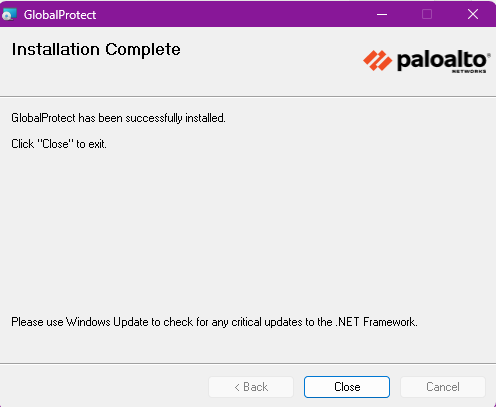 GlobalProtect
Installation Complete
paloalto
NETWORKS
GlobalProtect has been successfully installed.
Click "Close" to exit.
Please use Windows Update to check for any critical updates to the .NET Framework.
< Back
Close
Cancel